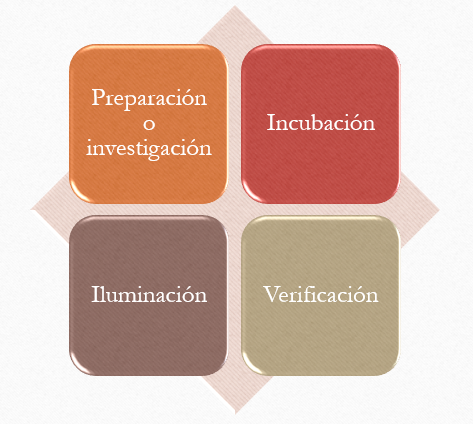 Preparación
o
investigación
Incubación
Iluminación
Verificación